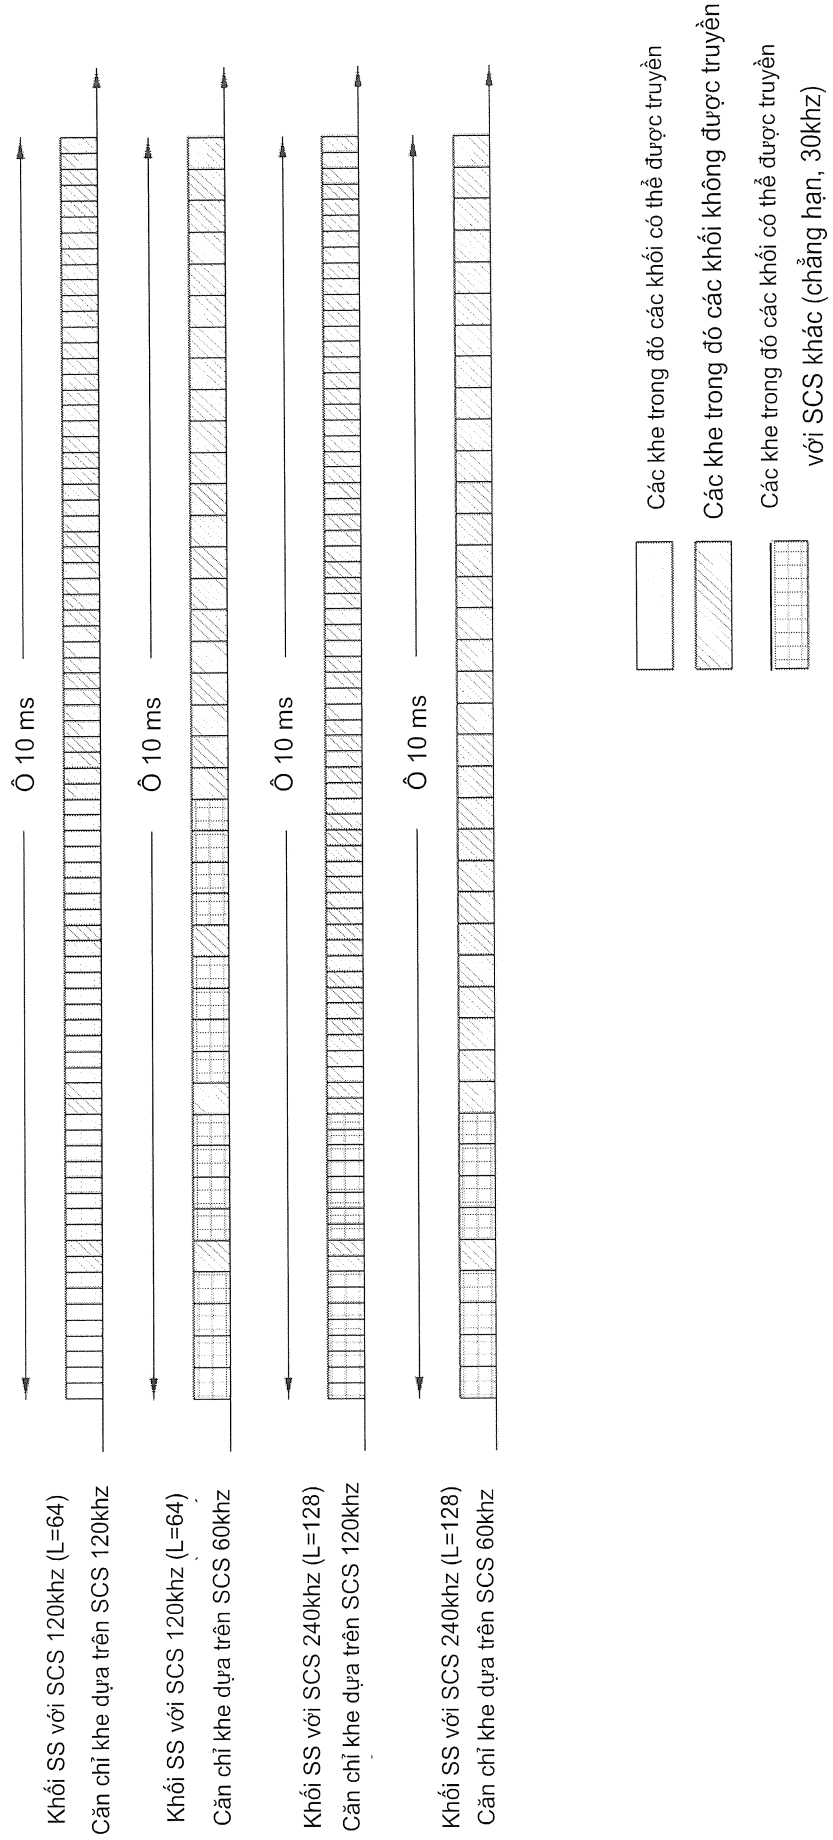 Khối SS với SCS 120khz (L=64)
Căn chỉ khe dựa trên SCS 120khz
Ô 10 ms
Khối SS với SCS 120khz (L=64)
Căn chỉ khe dựa trên SCS 60khz
Ô 10 ms
Khối SS với SCS 240khz (L=128)
Căn chỉ khe dựa trên SCS 120khz
Ô 10 ms
Khối SS với SCS 240khz (L=128)
Căn chỉ khe dựa trên SCS 60khz
Ô 10 ms
Các khe trong đó các khối có thể được truyền
Các khe trong đó các khối không được truyền
Các khe trong đó các khối có thể được truyền
với SCS khác (chẳng hạn, 30khz)